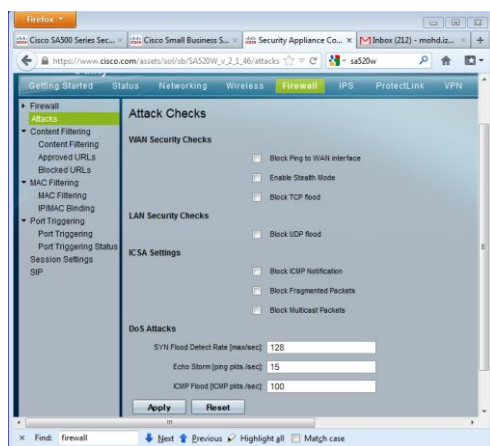 Firefox
Cisco SA500 Series Sec...
Cisco Small Business S...
Security Appliance Co...
Inbox (212) - mohd.iz...
https://www.cisco.com/assets/sol/sb/SA520W_v_2_1_46/attacks
sa520w
Getting Started Status Networking Wireless Firewall IPS ProtectLink VPN
Firewall
Attacks
Content Filtering
Content Filtering
Approved URLs
Blocked URLs
MAC Filtering
MAC Filtering
IP/MAC Binding
Port Triggering
Port Triggering
Port Triggering Status
Session Settings
SIP
Attack Checks
WAN Security Checks
Block Ping to WAN interface
Enable Stealth Mode
Block TCP flood
LAN Security Checks
Block UDP flood
ICSA Settings
Block ICMP Notification
Block Fragmented Packets
Block Multicast Packets
DoS Attacks
SYN Flood Detect Rate [max/sec]: 128
Echo Storm [ping pkts./sec]: 15
ICMP Flood [ICMP pkts./sec]: 100
Apply Reset
Find: firewall Next Previous Highlight all Match case